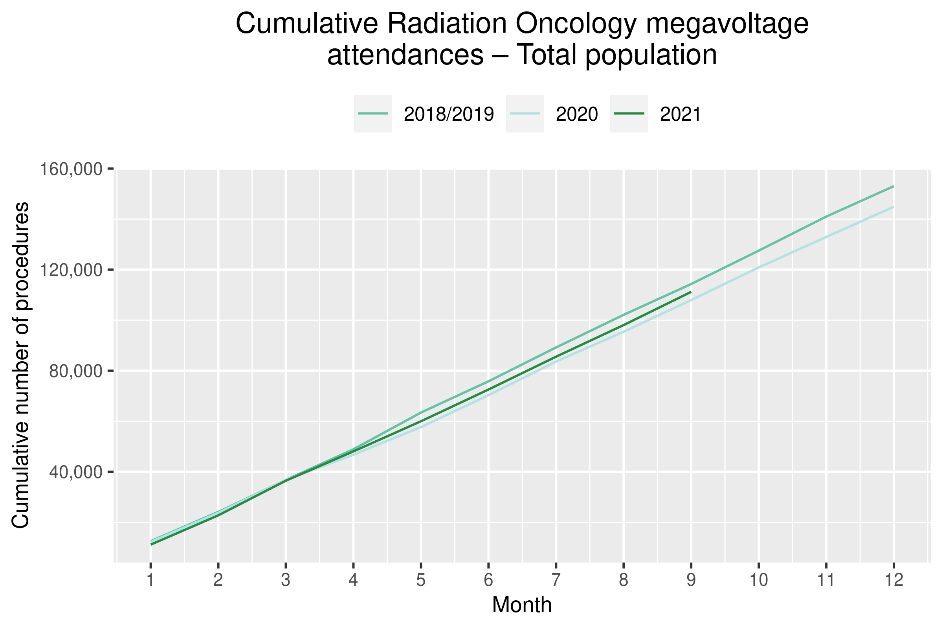 Cumulative Radiation Oncology megavoltage
attendances – Total population
2018/2019 2020 2021
160,000
120,000
80,000
40,000
Cumulative number of procedures
1 2 3 4 5 6 7 8 9 10 11 12
Month